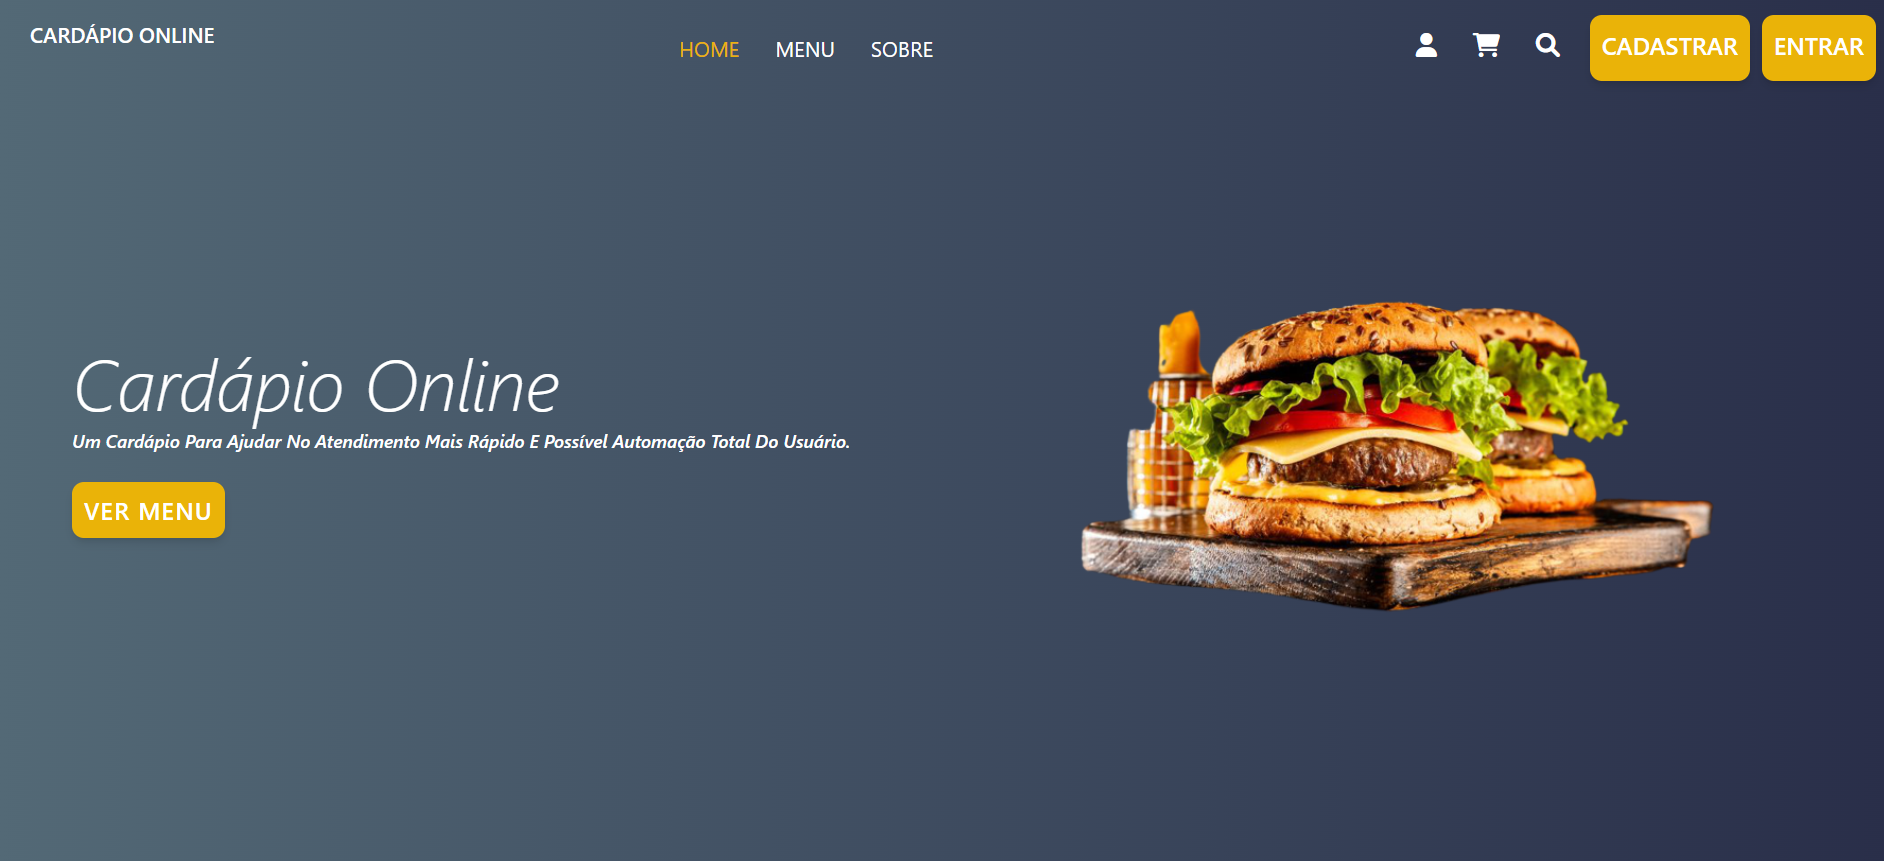 CARDÁPIO ONLINE
HOME MENU SOBRE
CADASTRAR ENTRAR
Cardápio Online
Um Cardápio Para Ajudar No Atendimento Mais Rápido E Possível Automação Total Do Usuário.
VER MENU